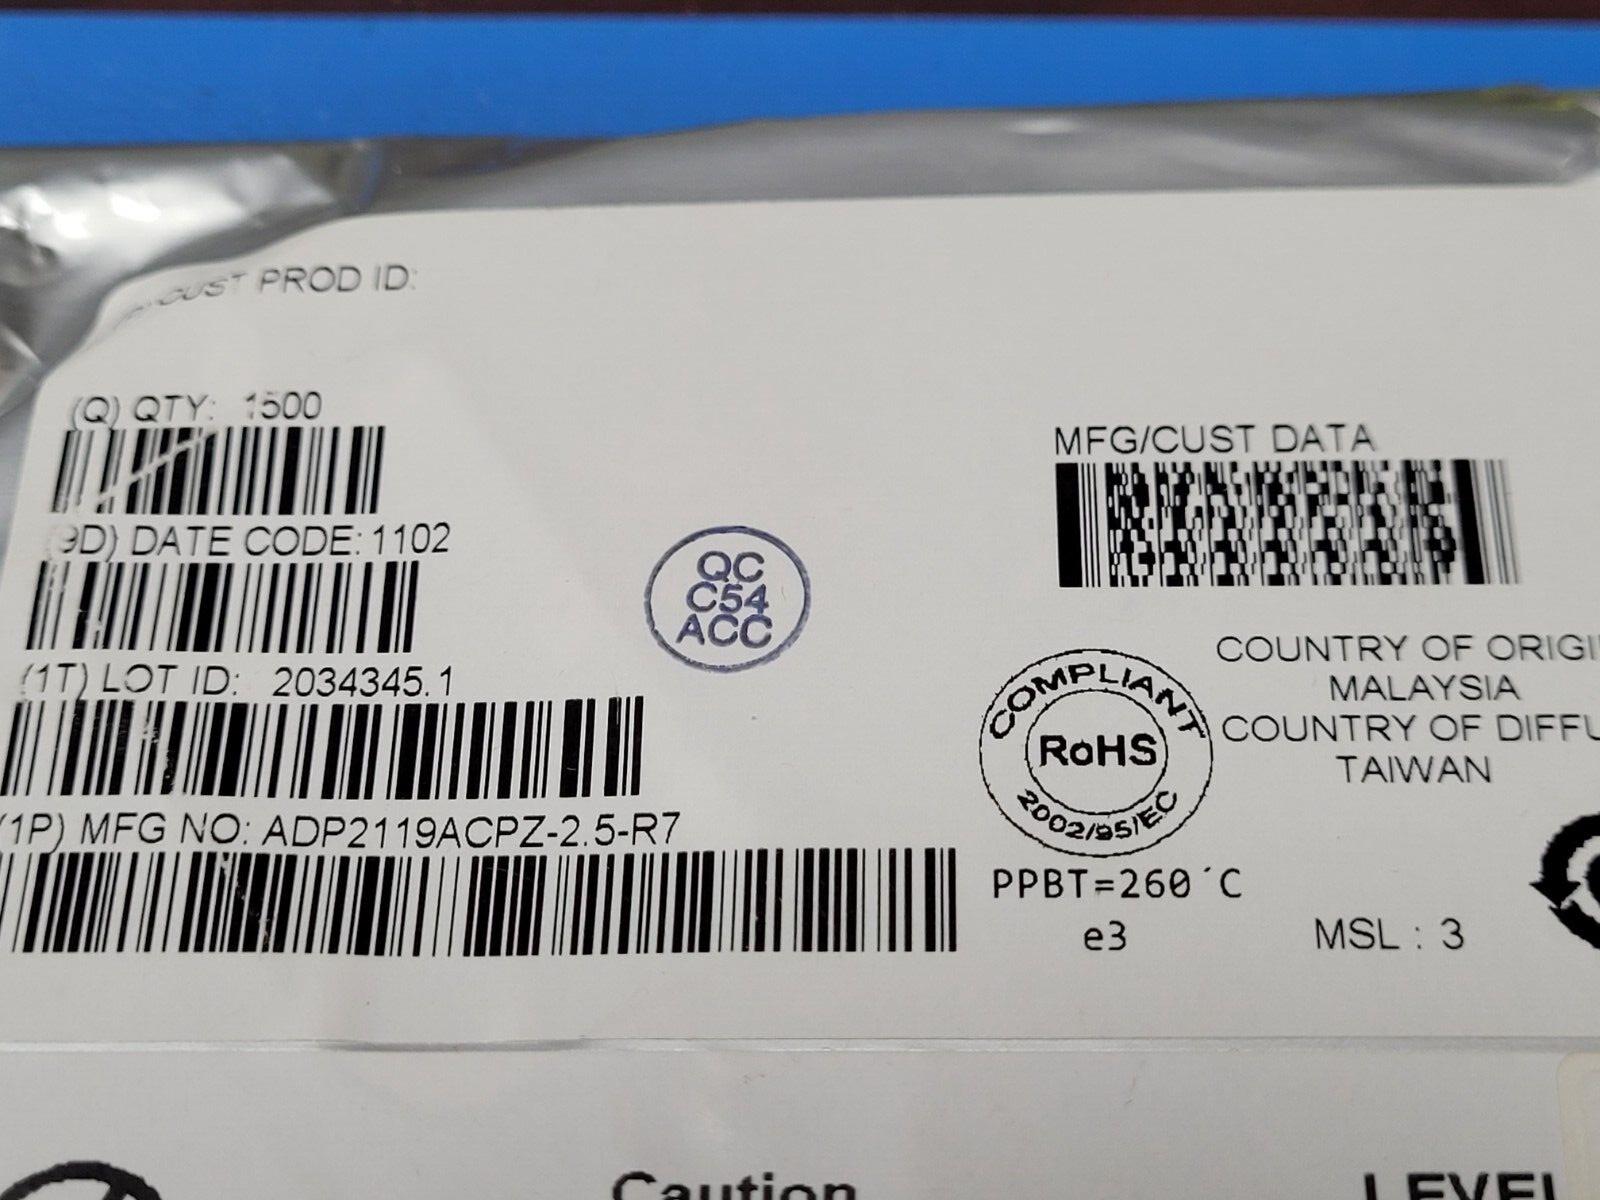 CUST PROD ID:
(Q) QTY: 1500
(9D) DATE CODE: 1102
(1T) LOT ID: 2034345.1
(1P) MFG NO: ADP2119ACPZ-2.5-R7
QC
C54
ACC
MFG/CUST DATA
COMPLIANT
RoHS
2002/95/EC
PPBT=260´C
e3
COUNTRY OF ORIGI
MALAYSIA
COUNTRY OF DIFFU
TAIWAN
MSL : 3
Caution
LEVEL